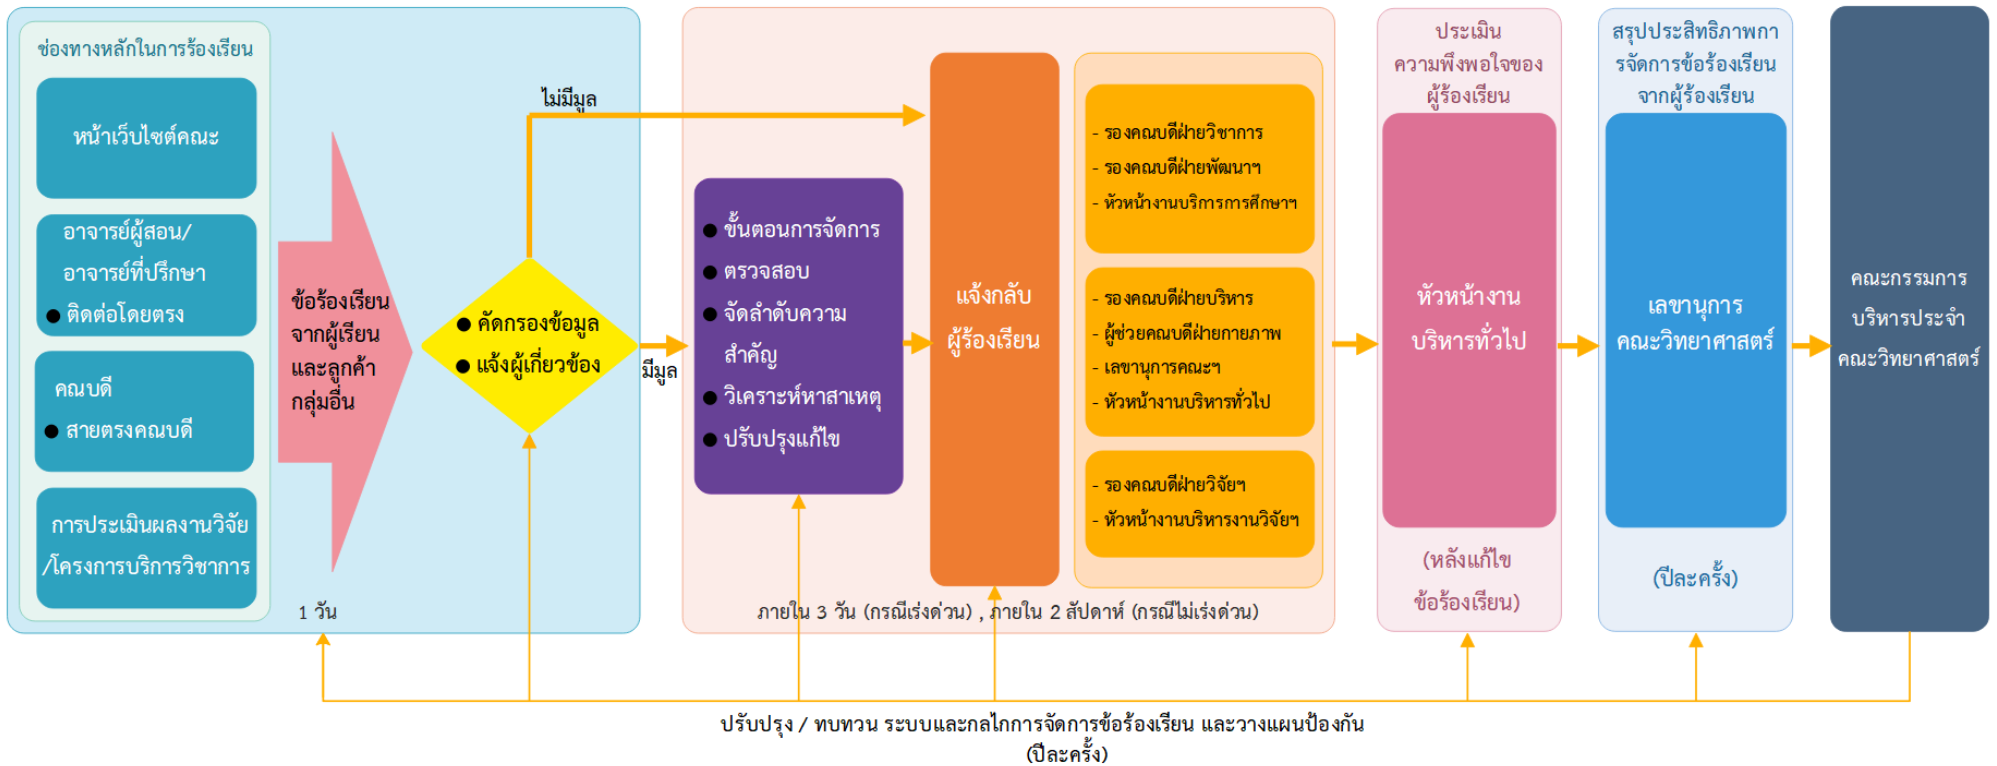 ช่องทางหลักในการร้องเรียน
หน้าเว็บไซต์คณะ
อาจารย์ผู้สอน/
อาจารย์ที่ปรึกษา
● ติดต่อโดยตรง
คณบดี
● สายตรงคณบดี
การประเมินผลงานวิจัย
/โครงการบริการวิชาการ
ข้อร้องเรียน
จากผู้เรียน
และลูกค้า
กลุ่มอื่น
1 วัน
● คัดกรองข้อมูล
● แจ้งผู้เกี่ยวข้อง
ไม่มีมูล
มีมูล
● ขั้นตอนการจัดการ
● ตรวจสอบ
● จัดลำดับความ
สำคัญ
● วิเคราะห์หาสาเหตุ
● ปรับปรุงแก้ไข
แจ้งกลับ
ผู้ร้องเรียน
- รองคณบดีฝ่ายวิชาการ
- รองคณบดีฝ่ายพัฒนาฯ
- หัวหน้างานบริการการศึกษาฯ
- รองคณบดีฝ่ายบริหาร
- ผู้ช่วยคณบดีฝ่ายกายภาพ
- เลขานุการคณะฯ
- หัวหน้างานบริหารทั่วไป
- รองคณบดีฝ่ายวิจัยฯ
- หัวหน้างานบริหารงานวิจัยฯ
ภายใน 3 วัน (กรณีเร่งด่วน) , ภายใน 2 สัปดาห์ (กรณีไม่เร่งด่วน)
ประเมิน
ความพึงพอใจของ
ผู้ร้องเรียน
หัวหน้างาน
บริหารทั่วไป
(หลังแก้ไข
ข้อร้องเรียน)
สรุปประสิทธิภาพกา
รจัดการข้อร้องเรียน
จากผู้ร้องเรียน
เลขานุการ
คณะวิทยาศาสตร์
(ปีละครั้ง)
คณะกรรมการ
บริหารประจำ
คณะวิทยาศาสตร์
ปรับปรุง / ทบทวน ระบบและกลไกการจัดการข้อร้องเรียน และวางแผนป้องกัน
(ปีละครั้ง)